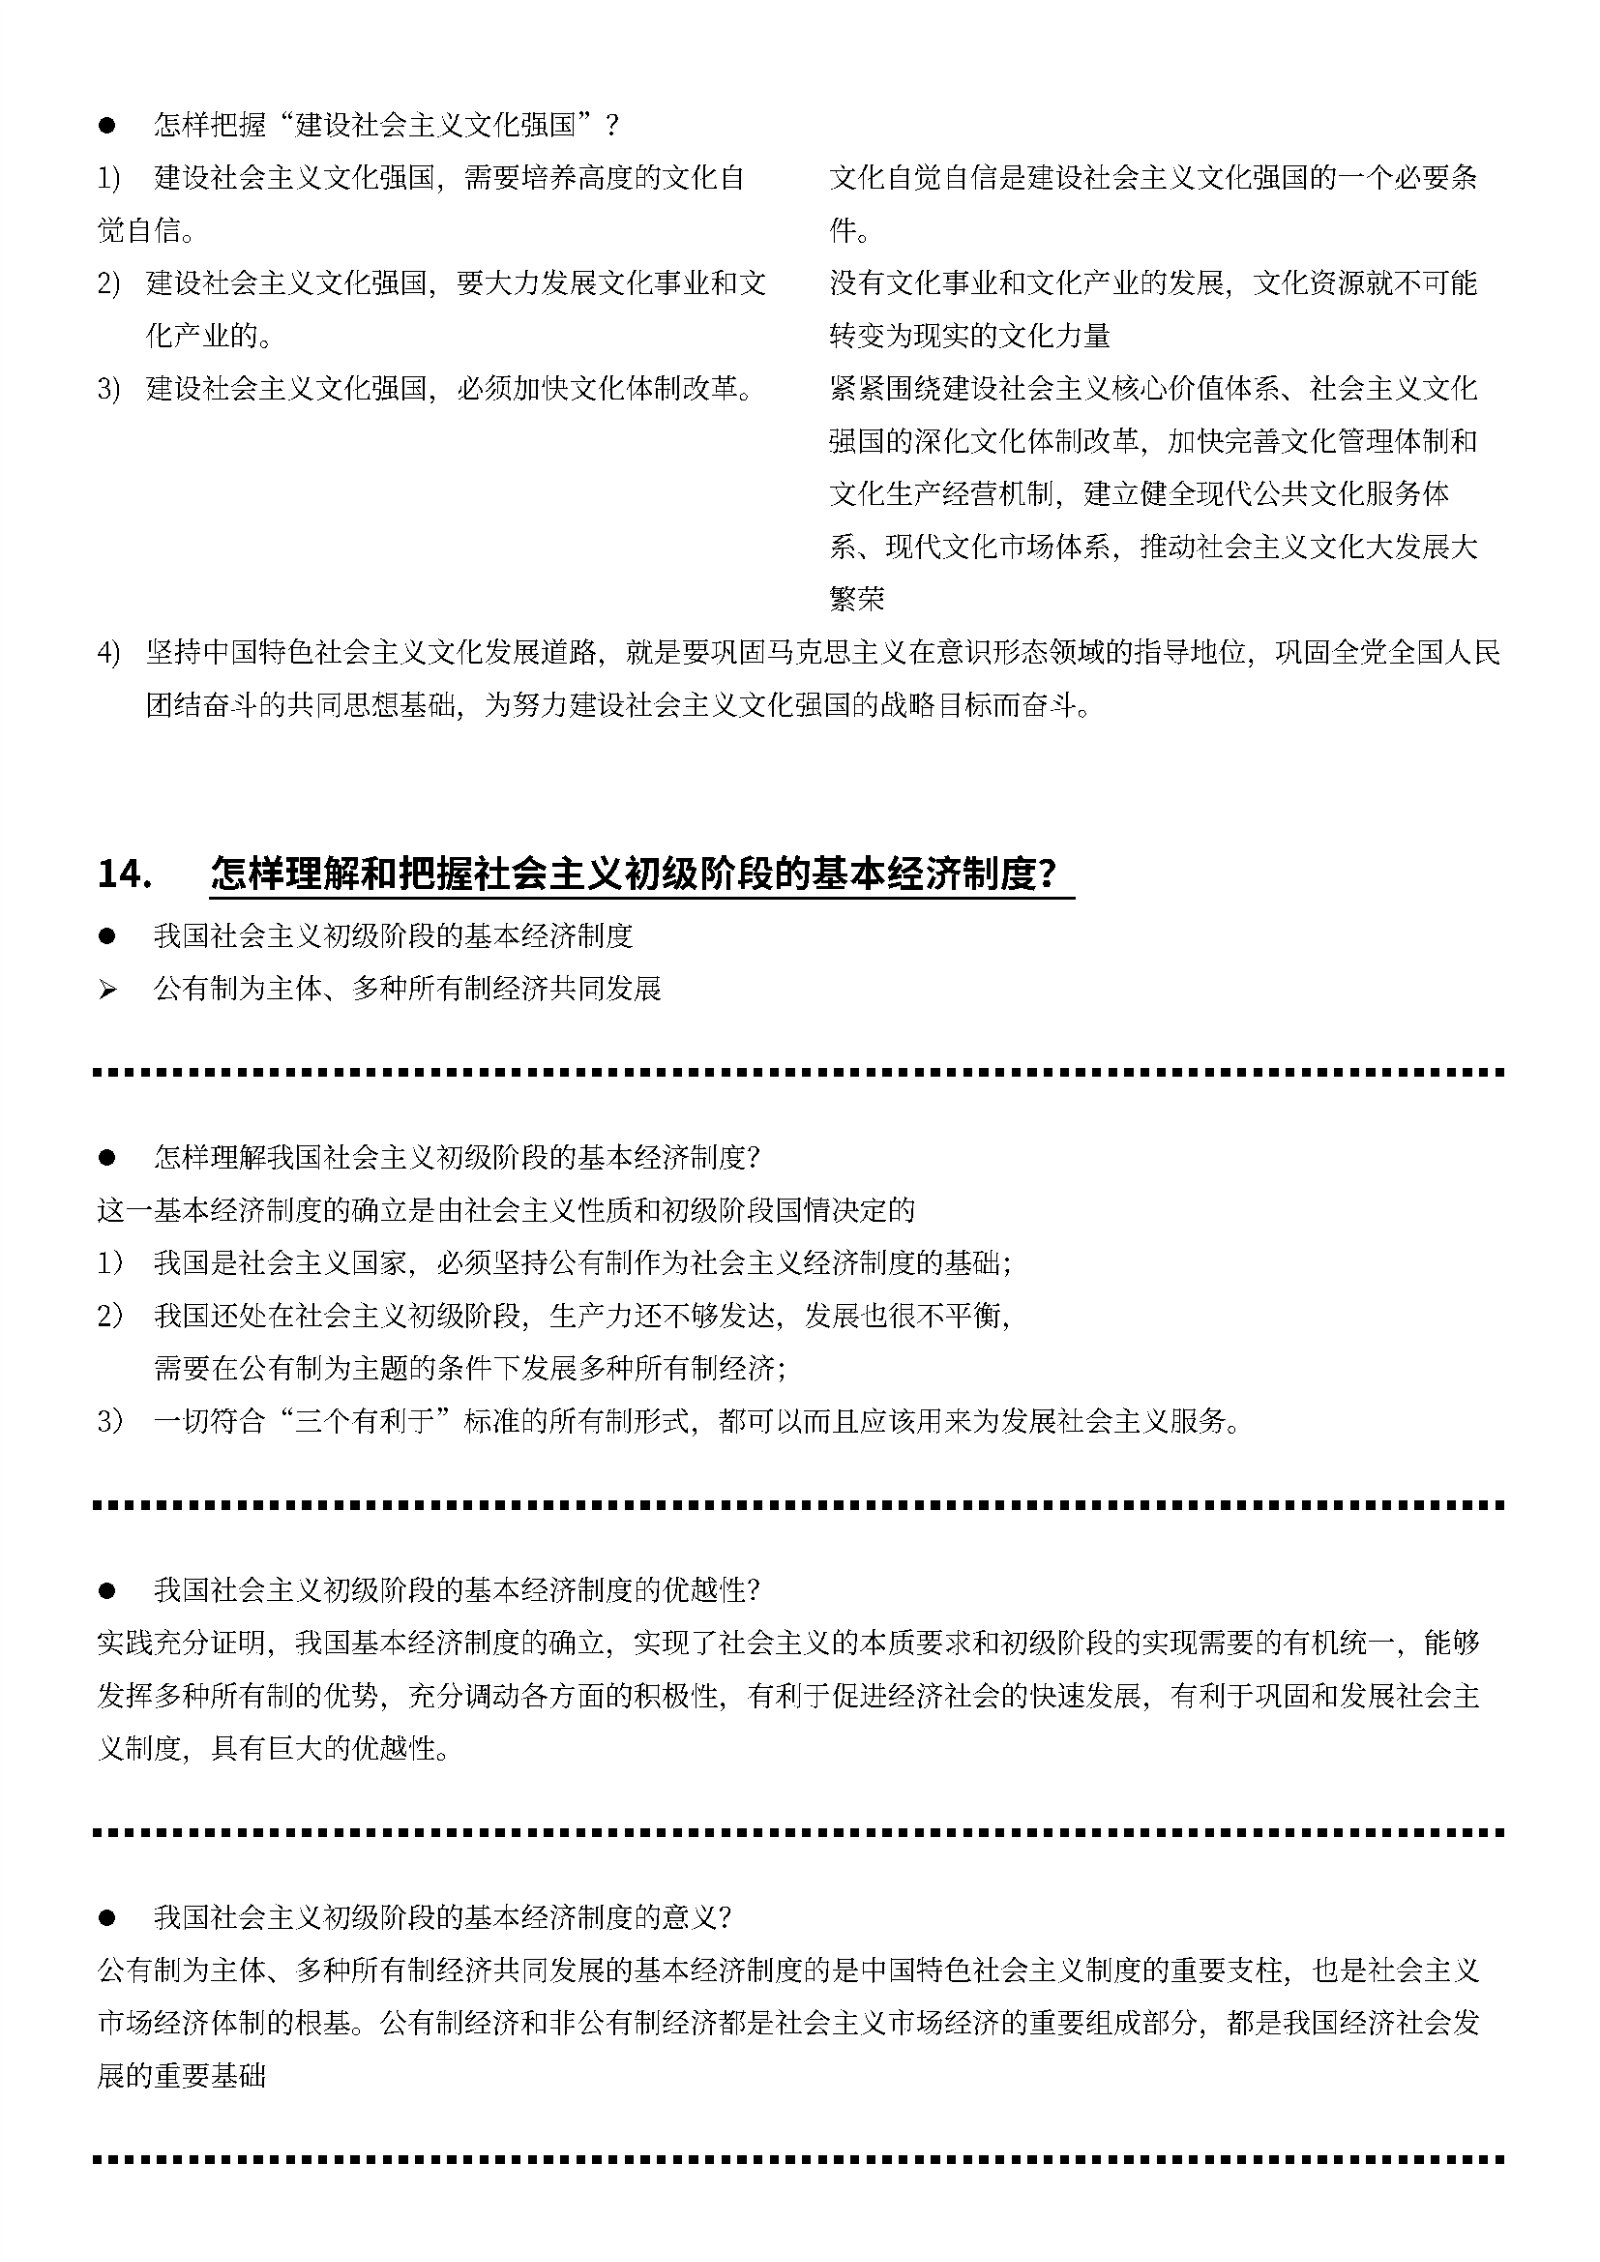 ● 怎样把握“建设社会主义文化强国”？
1) 建设社会主义文化强国，需要培养高度的文化自
觉自信。
文化自觉自信是建设社会主义文化强国的一个必要条
件。
2) 建设社会主义文化强国，要大力发展文化事业和文
化产业的。
没有文化事业和文化产业的发展，文化资源就不可能
转变为现实的文化力量
3) 建设社会主义文化强国，必须加快文化体制改革。
紧紧围绕建设社会主义核心价值体系、社会主义文化
强国的深化文化体制改革，加快完善文化管理体制和
文化生产经营机制，建立健全现代公共文化服务体
系、现代文化市场体系，推动社会主义文化大发展大
繁荣
4) 坚持中国特色社会主义文化发展道路，就是要巩固马克思主义在意识形态领域的指导地位，巩固全党全国人民
团结奋斗的共同思想基础，为努力建设社会主义文化强国的战略目标而奋斗。
14. 怎样理解和把握社会主义初级阶段的基本经济制度？
● 我国社会主义初级阶段的基本经济制度
➢ 公有制为主体、多种所有制经济共同发展
● 怎样理解我国社会主义初级阶段的基本经济制度？
这一基本经济制度的确立是由社会主义性质和初级阶段国情决定的
1） 我国是社会主义国家，必须坚持公有制作为社会主义经济制度的基础；
2） 我国还处在社会主义初级阶段，生产力还不够发达，发展也很不平衡，
需要在公有制为主题的条件下发展多种所有制经济；
3） 一切符合“三个有利于”标准的所有制形式，都可以而且应该用来为发展社会主义服务。
● 我国社会主义初级阶段的基本经济制度的优越性？
实践充分证明，我国基本经济制度的确立，实现了社会主义的本质要求和初级阶段的实现需要的有机统一，能够
发挥多种所有制的优势，充分调动各方面的积极性，有利于促进经济社会的快速发展，有利于巩固和发展社会主
义制度，具有巨大的优越性。
● 我国社会主义初级阶段的基本经济制度的意义？
公有制为主体、多种所有制经济共同发展的基本经济制度的是中国特色社会主义制度的重要支柱，也是社会主义
市场经济体制的根基。公有制经济和非公有制经济都是社会主义市场经济的重要组成部分，都是我国经济社会发
展的重要基础